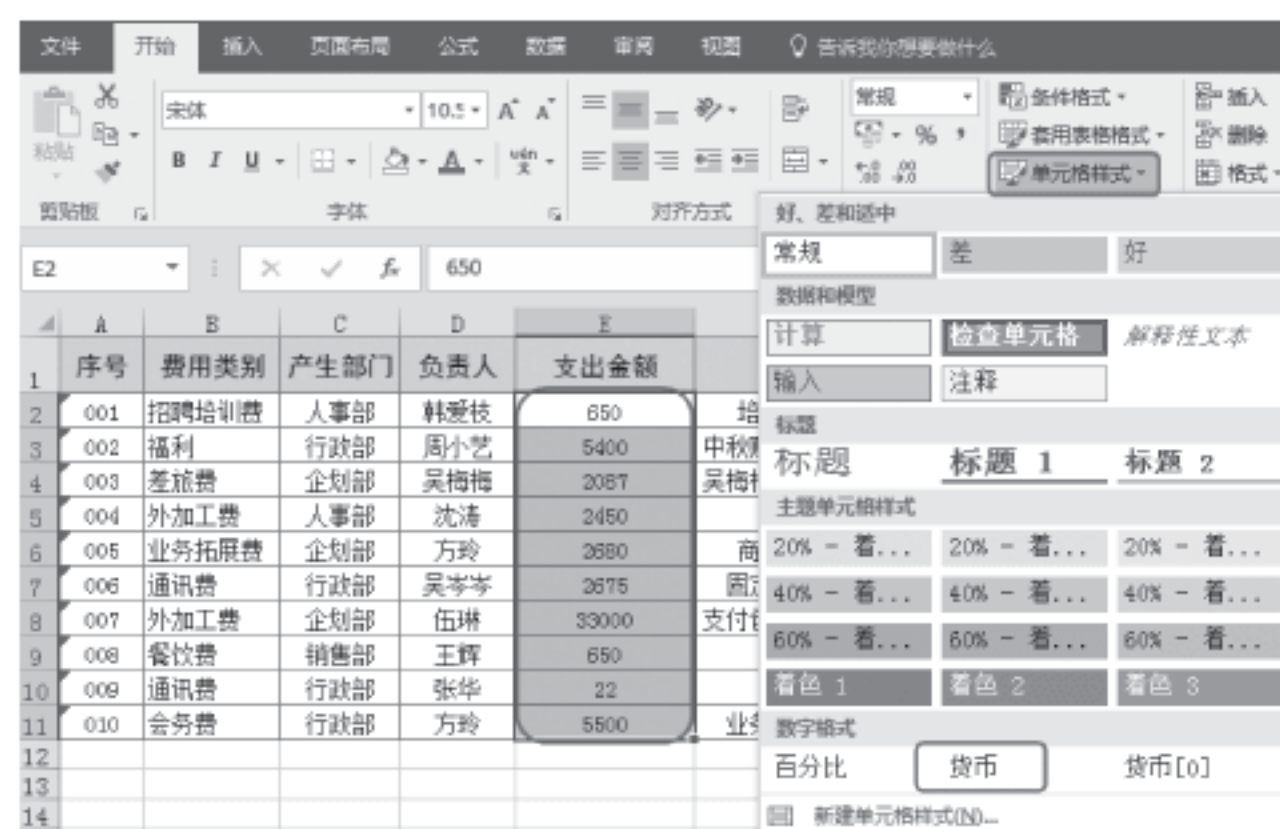 文件 开始 插入 页面布局 公式 数据 审阅 视图 告诉我你想要做什么
宋体 10.5 A A 常规 条件格式 插入
粘贴 % , 套用表格格式 删除
B I U A wén 文 .00 .0 单元格样式 格式
剪贴板 字体 对齐方式
好、差和适中
常规 差 好
E2 fx 650
数据和模型
计算 检查单元格 解释性文本
输入 注释
标题
标题 标题 1 标题 2
主题单元格样式
20% - 着... 20% - 着... 20% - 着...
40% - 着... 40% - 着... 40% - 着...
60% - 着... 60% - 着... 60% - 着...
着色 1 着色 2 着色 3
数字格式
百分比 货币 货币[0]
新建单元格样式(N)...
A B C D E
1 序号 费用类别 产生部门 负责人 支出金额
2 001 招聘培训费 人事部 韩爱枝 650 培
3 002 福利 行政部 周小艺 5400 中秋
4 003 差旅费 企划部 吴梅梅 2087 吴梅
5 004 外加工费 人事部 沈涛 2450
6 005 业务拓展费 企划部 方玲 2680 商
7 006 通讯费 行政部 吴岑岑 2675 固
8 007 外加工费 企划部 伍琳 33000 支付
9 008 餐饮费 销售部 王辉 650
10 009 通讯费 行政部 张华 22
11 010 会务费 行政部 方玲 5500 业
12
13
14